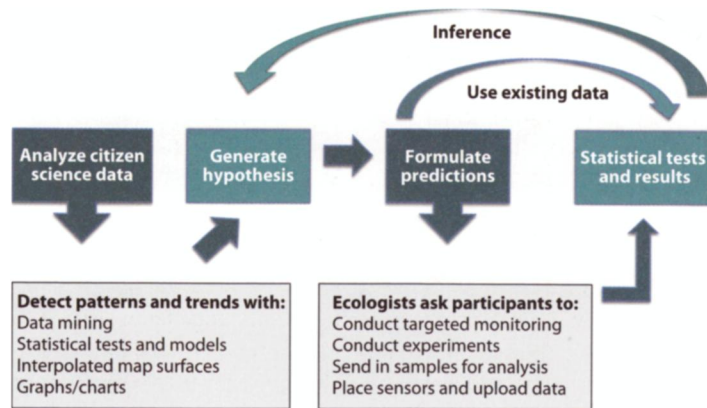 Inference
Use existing data
Analyze citizen
science data
Generate
hypothesis
Formulate
predictions
Statistical tests
and results
Detect patterns and trends with:
Data mining
Statistical tests and models
Interpolated map surfaces
Graphs/charts
Ecologists ask participants to:
Conduct targeted monitoring
Conduct experiments
Send in samples for analysis
Place sensors and upload data